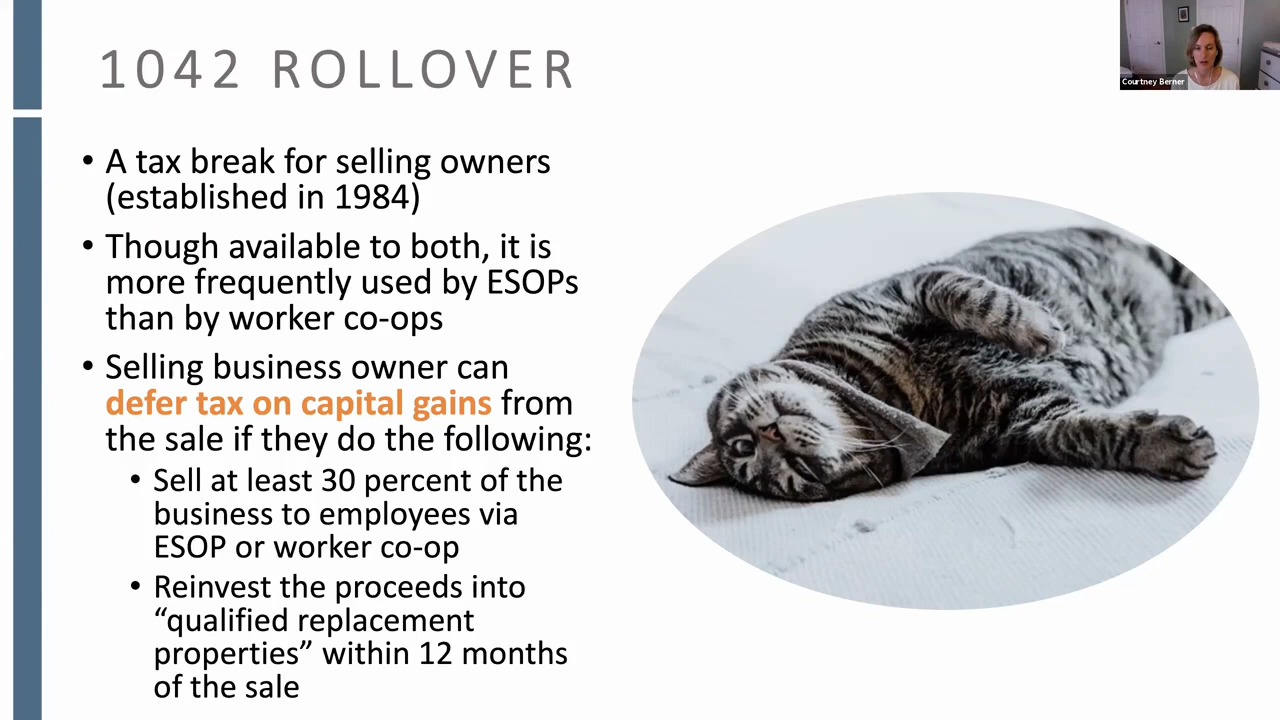 1042 ROLLOVER
Courtney Berner
• A tax break for selling owners
(established in 1984)
• Though available to both, it is
more frequently used by ESOPs
than by worker co-ops
• Selling business owner can
defer tax on capital gains from
the sale if they do the following:
• Sell at least 30 percent of the
business to employees via
ESOP or worker co-op
• Reinvest the proceeds into
“qualified replacement
properties” within 12 months
of the sale